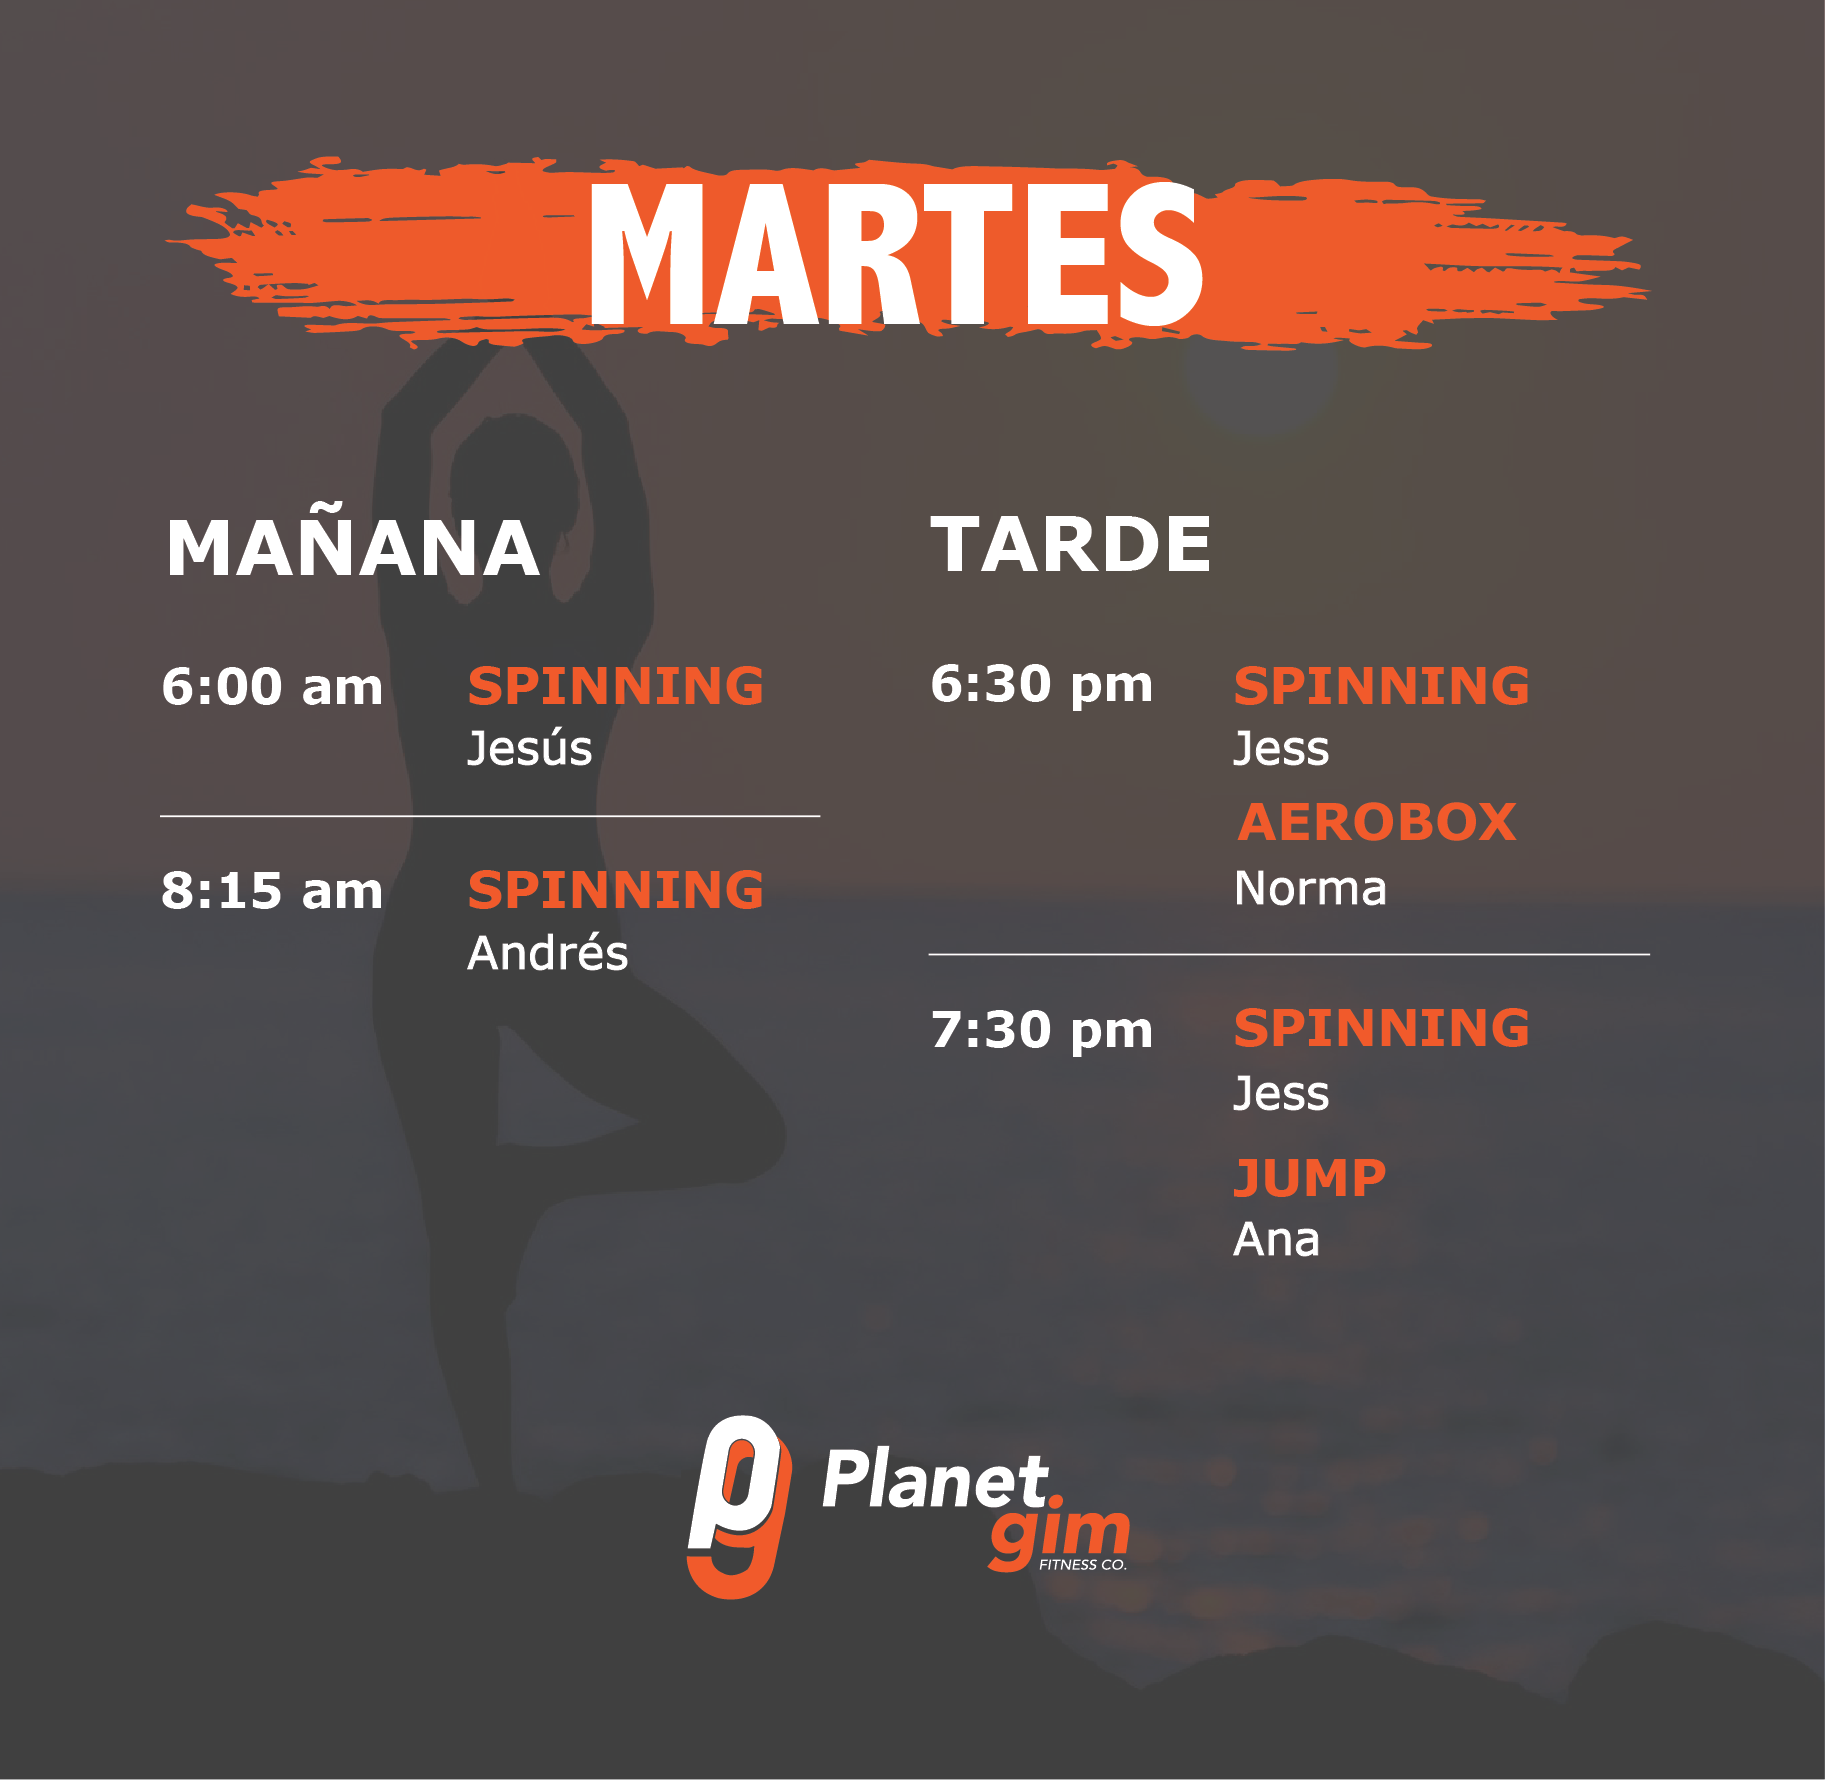 MARTES
MAÑANA
6:00 am SPINNING
Jesús
8:15 am SPINNING
Andrés
TARDE
6:30 pm SPINNING
Jess
AEROBOX
Norma
7:30 pm SPINNING
Jess
JUMP
Ana
pg
Planet
gim
FITNESS CO.